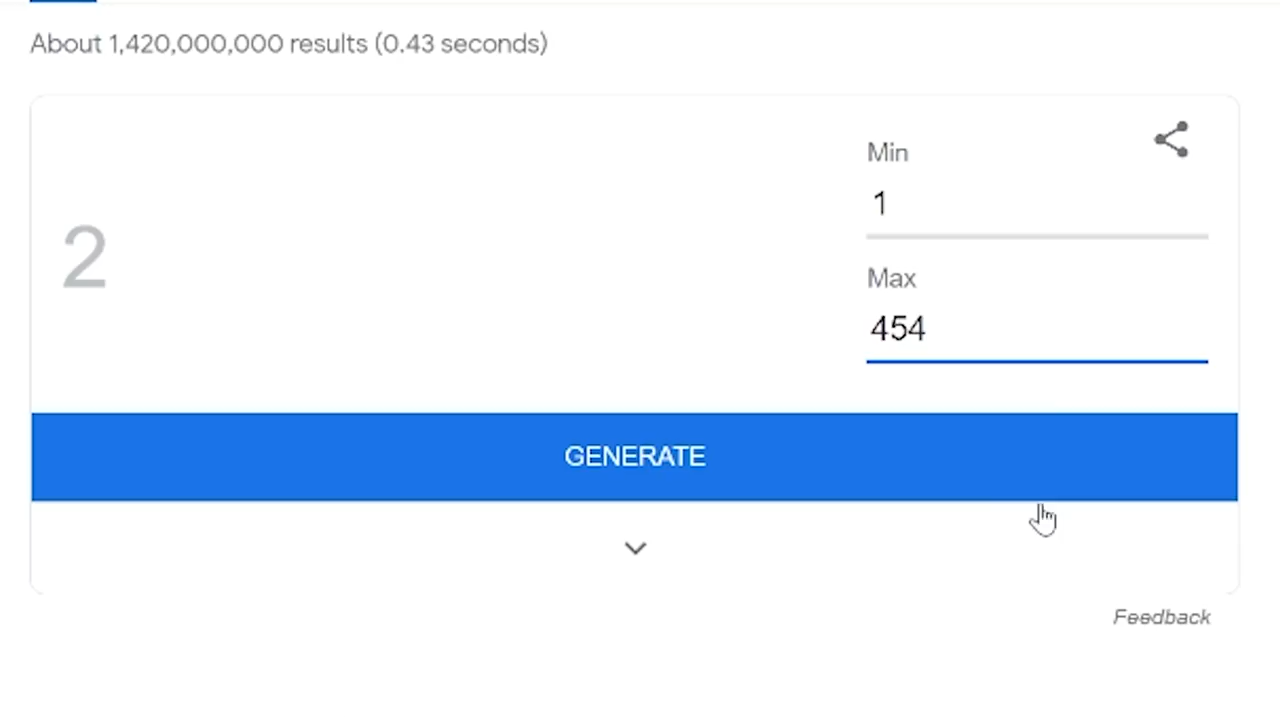 About 1,420,000,000 results (0.43 seconds)
Min
1
2
Max
454
GENERATE
Feedback